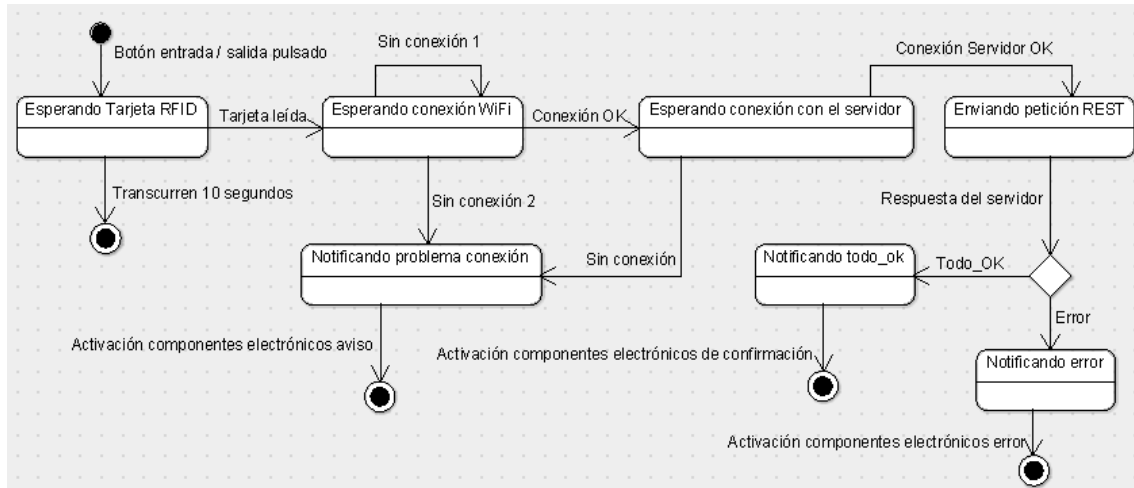 Botón entrada / salida pulsado
Sin conexión 1
Conexión Servidor OK
Esperando Tarjeta RFID
Tarjeta leída
Esperando conexión WiFi
Conexión OK
Esperando conexión con el servidor
Enviando petición REST
Transcurren 10 segundos
Sin conexión 2
Respuesta del servidor
Notificando problema conexión
Sin conexión
Notificando todo_ok
Todo_OK
Error
Activación componentes electrónicos aviso
Activación componentes electrónicos de confirmación
Notificando error
Activación componentes electrónicos error